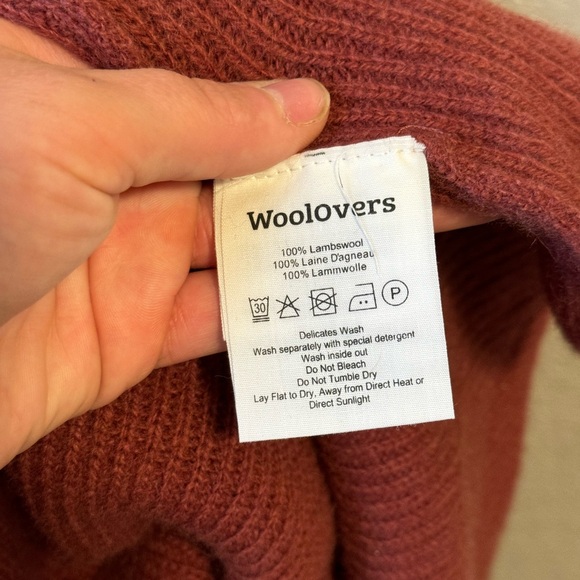 WoolOvers
100% Lambswool
100% Laine D'agneau
100% Lammwolle
30 P
Delicates Wash
Wash separately with special detergent
Wash inside out
Do Not Bleach
Do Not Tumble Dry
Lay Flat to Dry, Away from Direct Heat or
Direct Sunlight